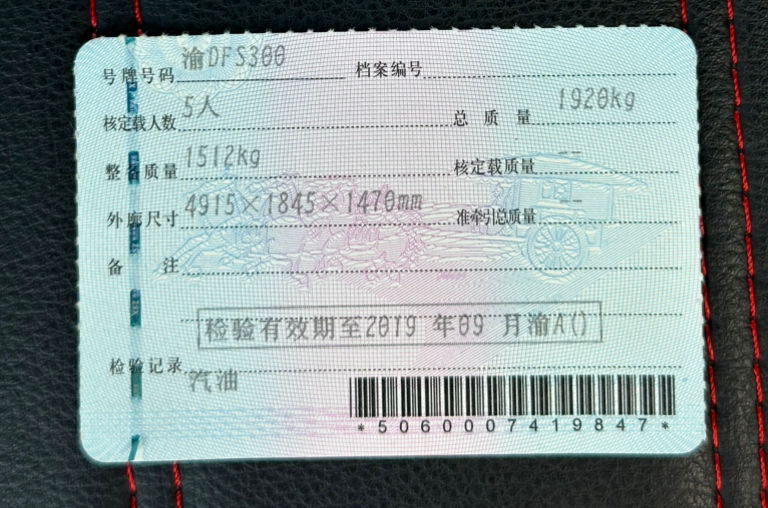 号牌号码 渝DFS300 档案编号
核定载人数 5人 总质量 1920kg
整备质量 1512kg 核定载质量 --
外廓尺寸 4915×1845×1470mm 准牵引总质量 --
备注
检验有效期至2019 年09 月渝A()
检验记录 汽油
*5060007419847*